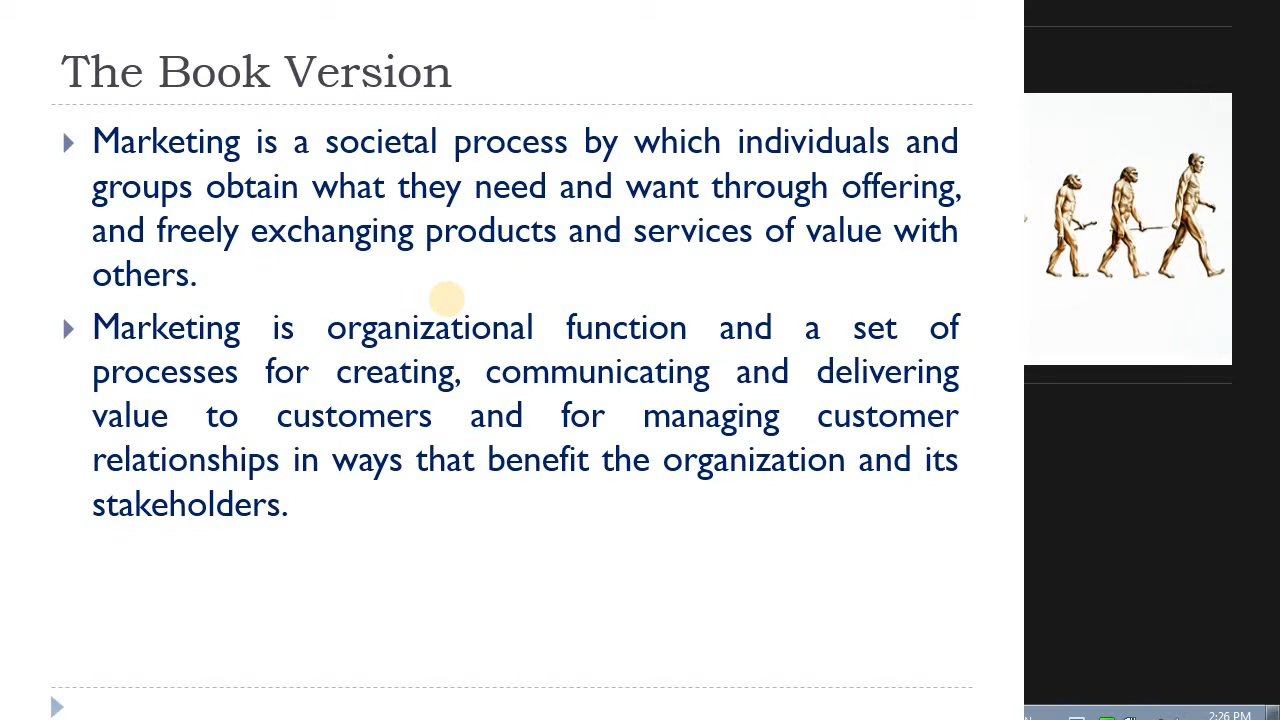 The Book Version
Marketing is a societal process by which individuals and
groups obtain what they need and want through offering,
and freely exchanging products and services of value with
others.
Marketing is organizational function and a set of
processes for creating, communicating and delivering
value to customers and for managing customer
relationships in ways that benefit the organization and its
stakeholders.
2:26 PM